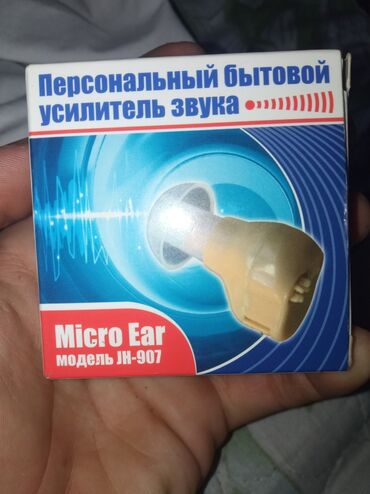 Персональный бытовой
усилитель звука
Micro Ear
модель JH-907